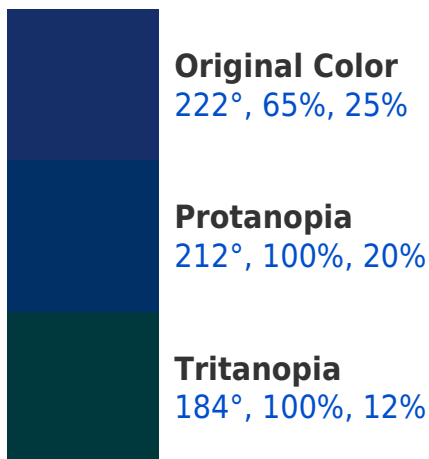 Original Color
222°, 65%, 25%
Protanopia
212°, 100%, 20%
Tritanopia
184°, 100%, 12%